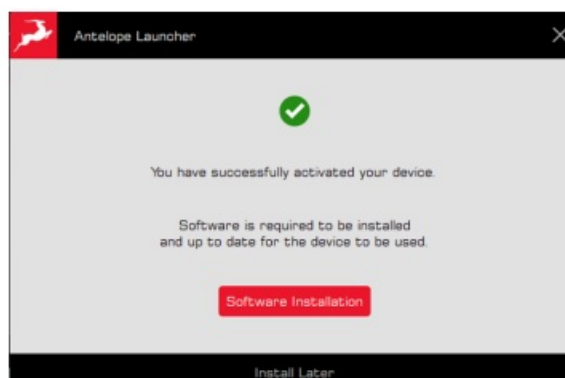 Antelope Launcher
You have successfully activated your device.
Software is required to be installed
and up to date for the device to be used.
Software Installation
Install Later